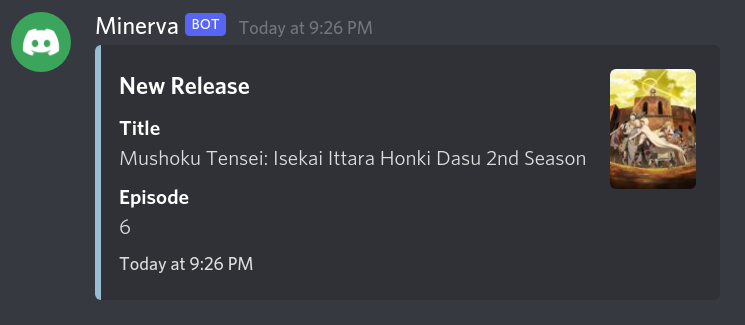 Minerva BOT Today at 9:26 PM
New Release
Title
Mushoku Tensei: Isekai Ittara Honki Dasu 2nd Season
Episode
6
Today at 9:26 PM